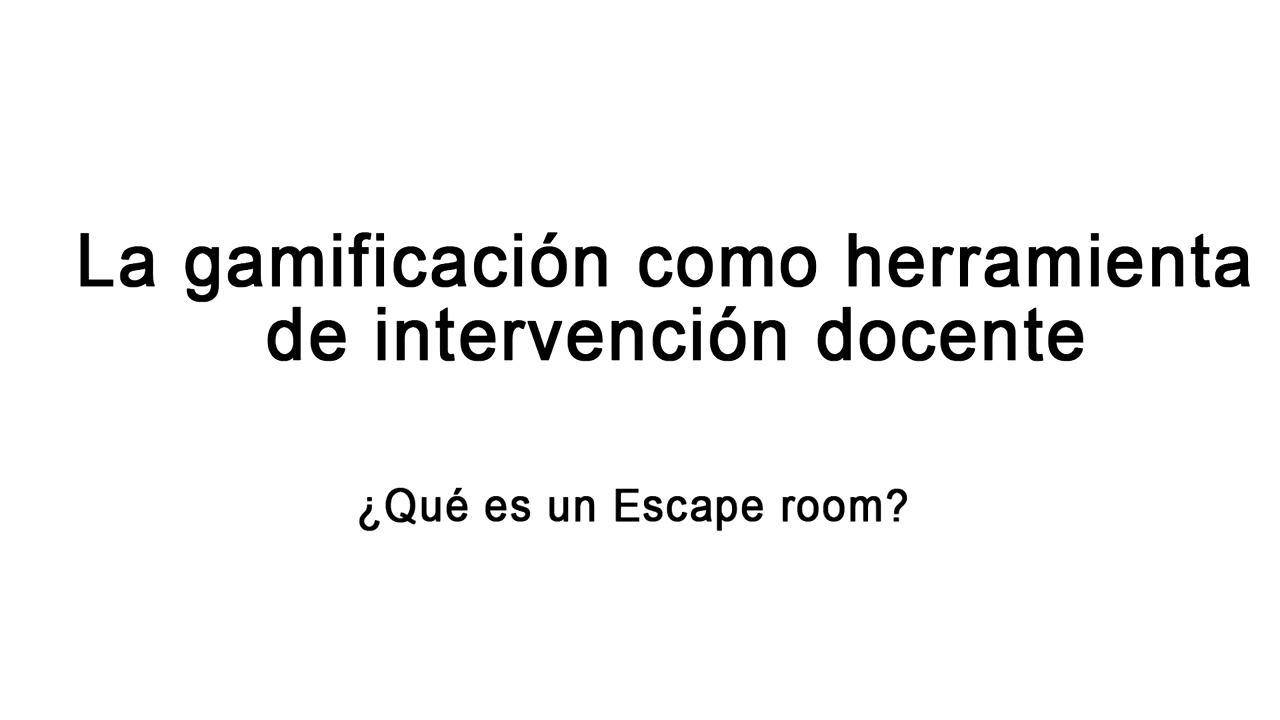 La gamificación como herramienta
de intervención docente
¿Qué es un Escape room?